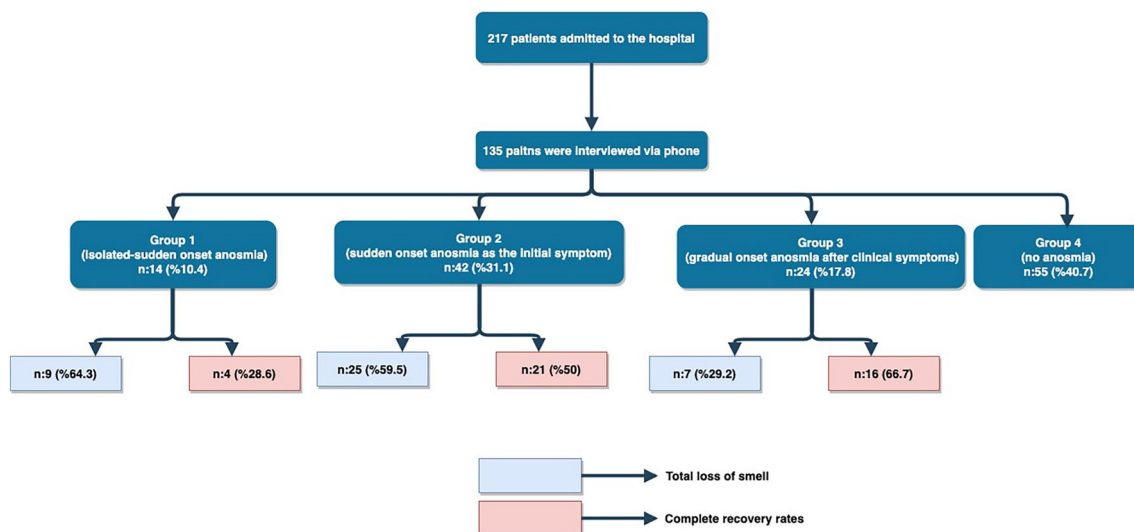 217 patients admitted to the hospital
135 paitns were interviewed via phone
Group 1
(isolated-sudden onset anosmia)
n:14 (%10.4)
Group 2
(sudden onset anosmia as the initial symptom)
n:42 (%31.1)
Group 3
(gradual onset anosmia after clinical symptoms)
n:24 (%17.8)
Group 4
(no anosmia)
n:55 (%40.7)
n:9 (%64.3)
n:4 (%28.6)
n:25 (%59.5)
n:21 (%50)
n:7 (%29.2)
n:16 (66.7)
Total loss of smell
Complete recovery rates